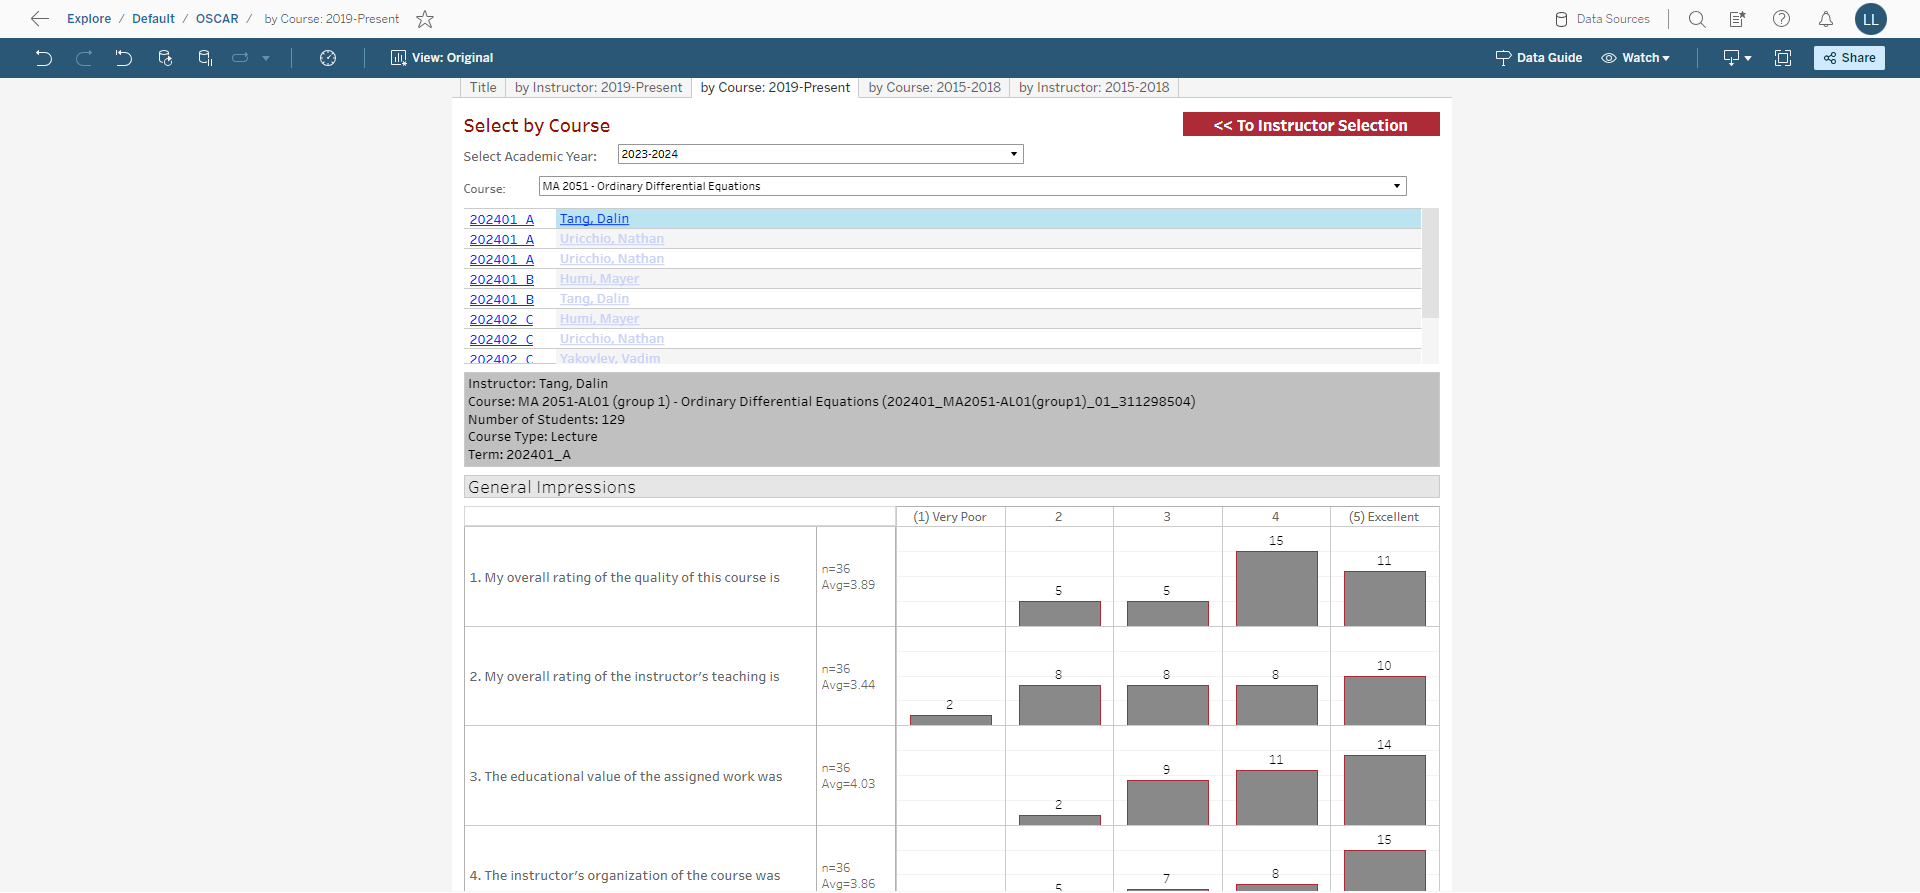 Explore / Default / OSCAR / by Course: 2019-Present
Data Sources
LL
View: Original
Data Guide
Watch
Share
Title
by Instructor: 2019-Present
by Course: 2019-Present
by Course: 2015-2018
by Instructor: 2015-2018
Select by Course
<< To Instructor Selection
Select Academic Year:
2023-2024
Course:
MA 2051 - Ordinary Differential Equations
202401_A Tang, Dalin
202401_A Uricchio, Nathan
202401_A Uricchio, Nathan
202401_B Humi, Mayer
202401_B Tang, Dalin
202402_C Humi, Mayer
202402_C Uricchio, Nathan
202402_C Yakovlev, Vadim
Instructor: Tang, Dalin
Course: MA 2051-AL01 (group 1) - Ordinary Differential Equations (202401_MA2051-AL01(group1)_01_311298504)
Number of Students: 129
Course Type: Lecture
Term: 202401_A
General Impressions
(1) Very Poor 2 3 4 (5) Excellent
1. My overall rating of the quality of this course is
n=36
Avg=3.89
5 5 15 11
2. My overall rating of the instructor's teaching is
n=36
Avg=3.44
2 8 8 8 10
3. The educational value of the assigned work was
n=36
Avg=4.03
2 9 11 14
4. The instructor's organization of the course was
n=36
Avg=3.86
5 7 8 15